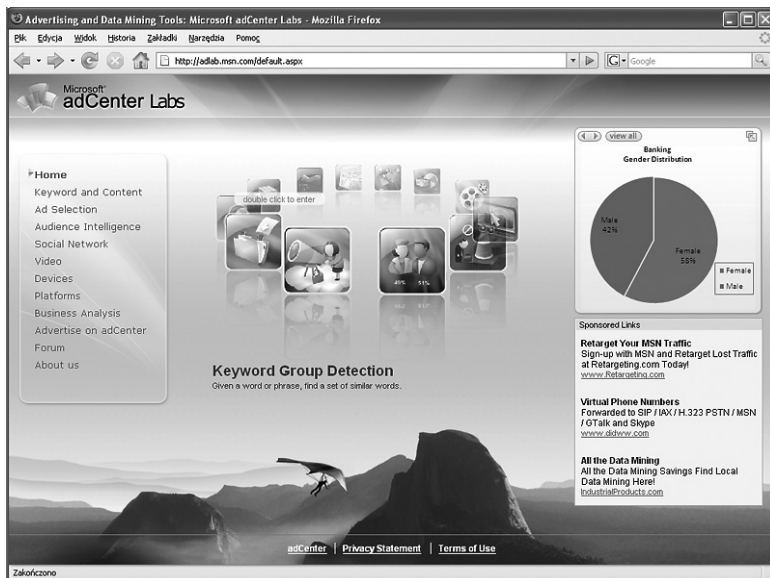 Advertising and Data Mining Tools: Microsoft adCenter Labs - Mozilla Firefox
Plik Edycja Widok Historia Zakładki Narzędzia Pomoc
http://adlab.msn.com/default.aspx
G Google
Microsoft®
adCenter Labs
Home
Keyword and Content
Ad Selection
Audience Intelligence
Social Network
Video
Devices
Platforms
Business Analysis
Advertise on adCenter
Forum
About us
double click to enter
49% 51%
Keyword Group Detection
Given a word or phrase, find a set of similar words.
view all
Banking
Gender Distribution
Male
42%
Female
58%
Female
Male
Sponsored Links
Retarget Your MSN Traffic
Sign-up with MSN and Retarget Lost Traffic
at Retargeting.com Today!
www.Retargeting.com
Virtual Phone Numbers
Forwarded to SIP / IAX / H.323 PSTN / MSN
/ GTalk and Skype
www.didww.com
All the Data Mining
All the Data Mining Savings Find Local
Data Mining Here!
IndustrialProducts.com
adCenter | Privacy Statement | Terms of Use
Zakończono